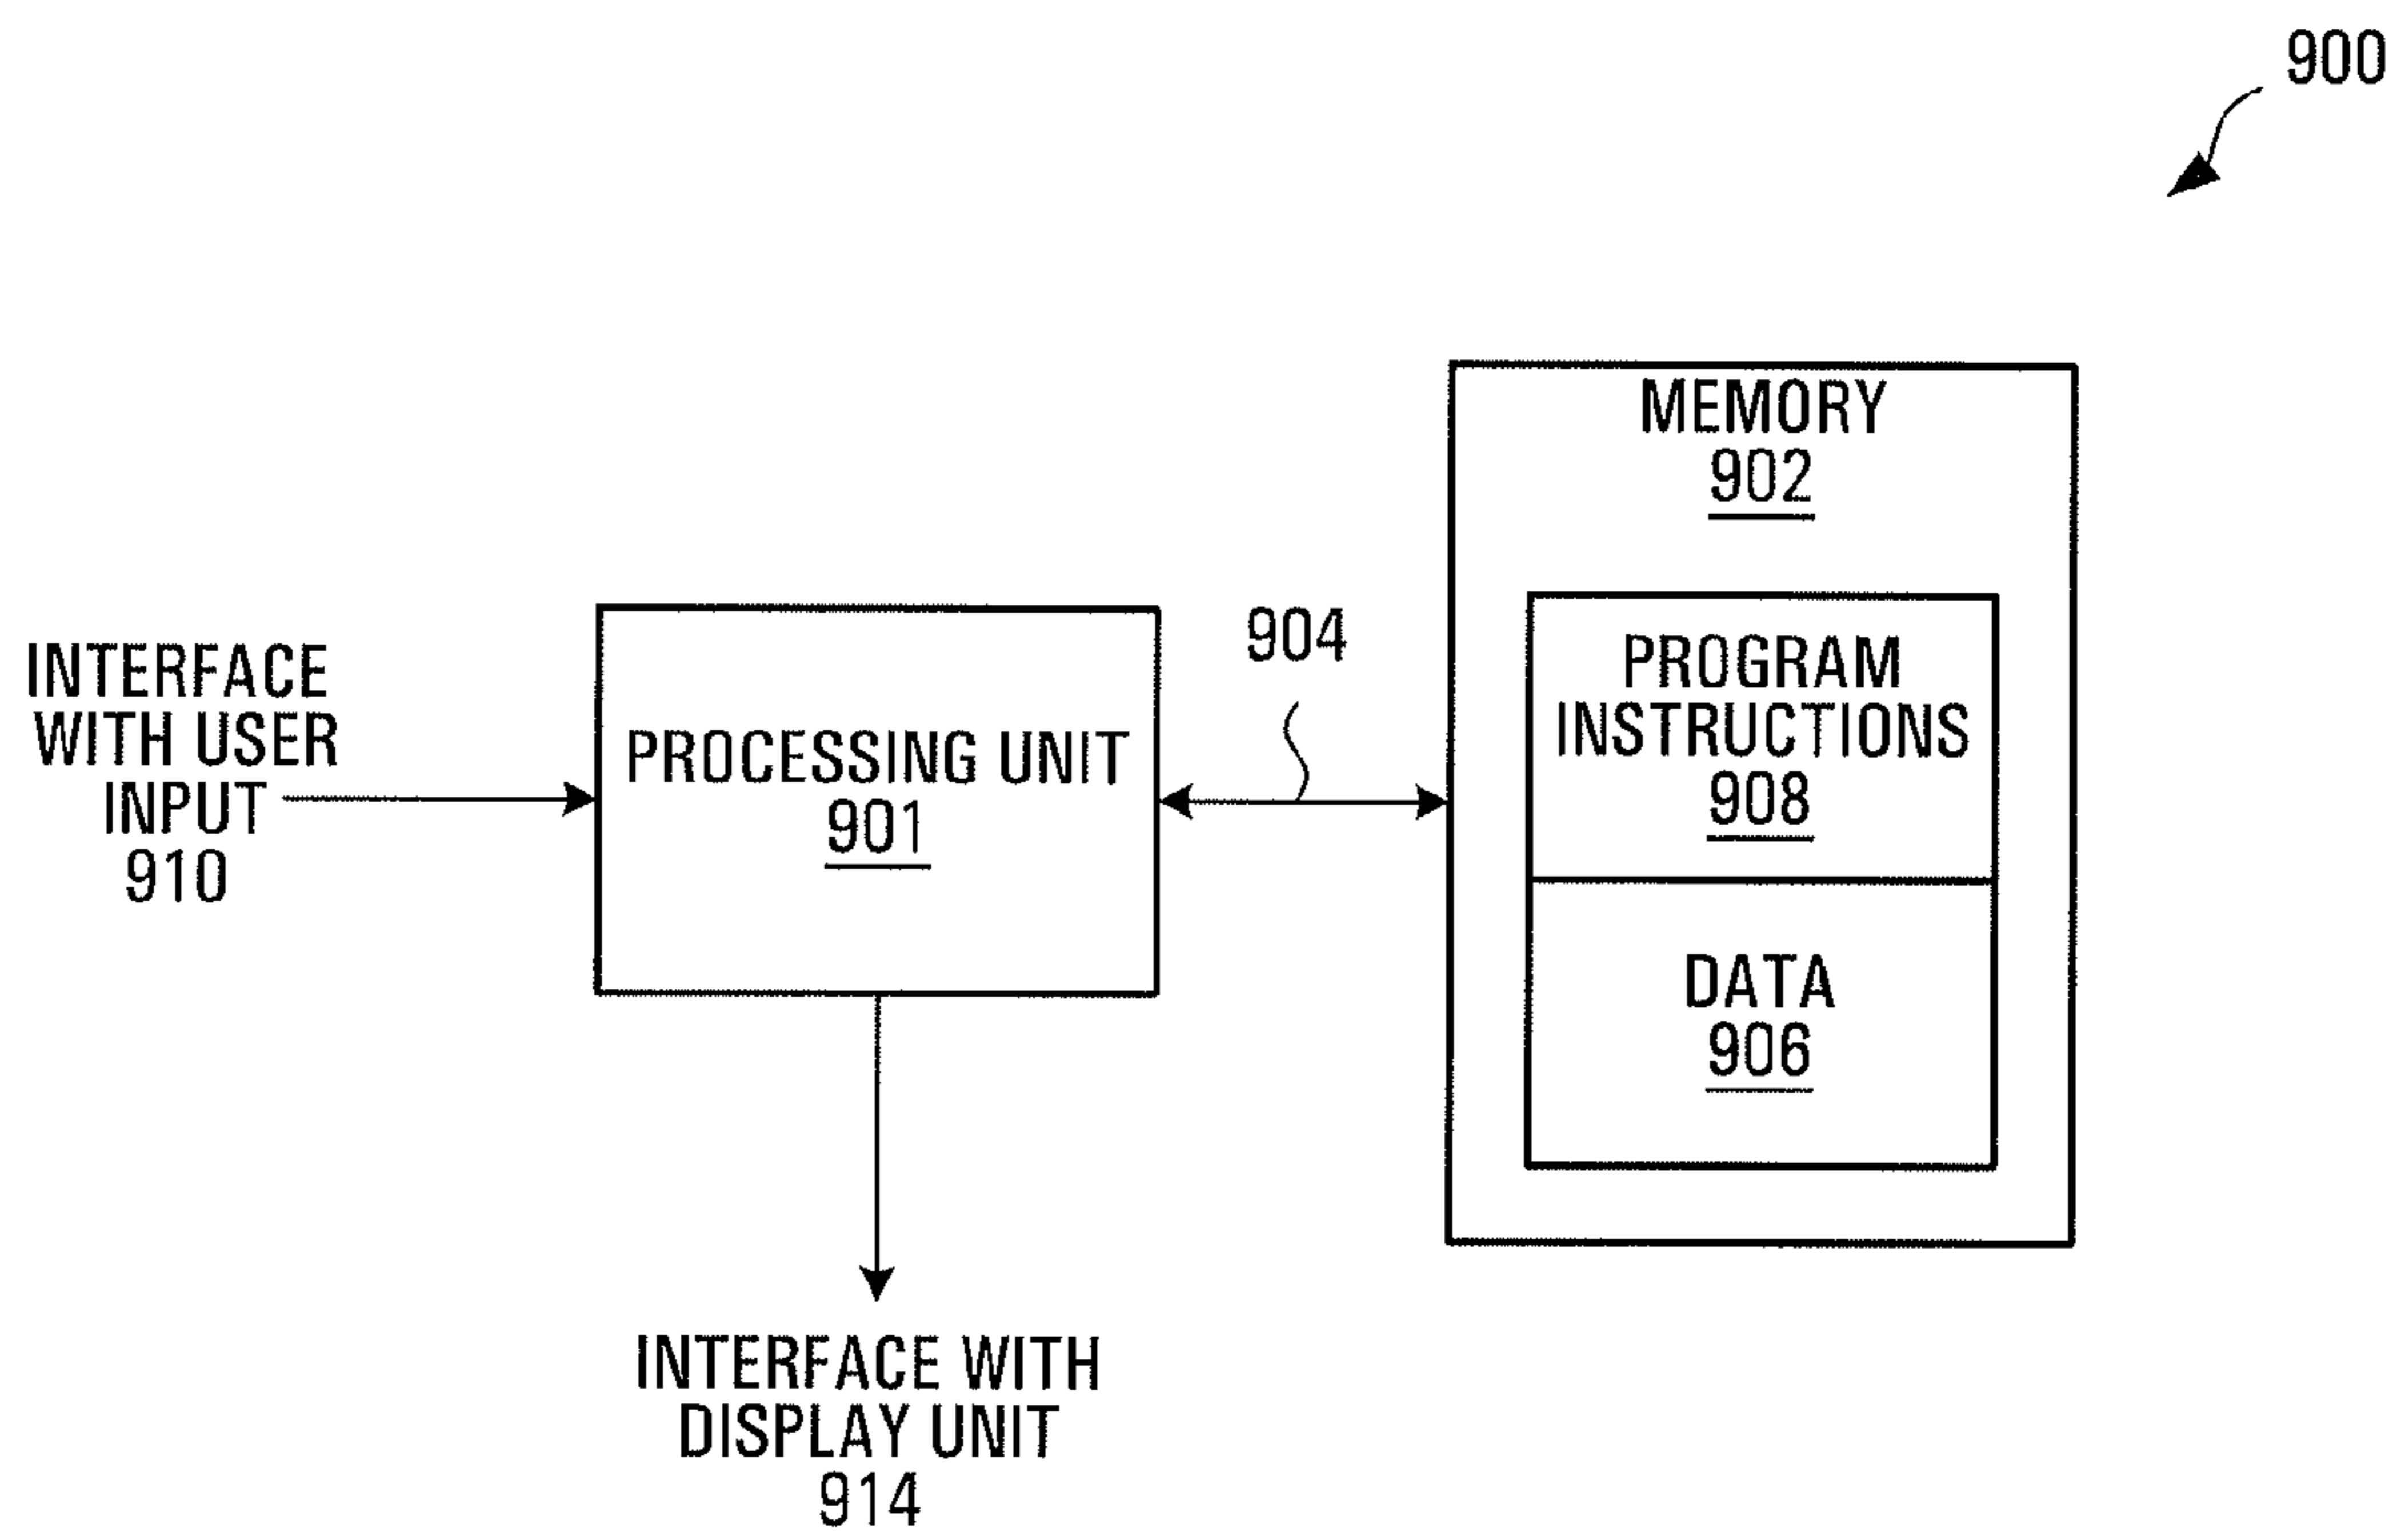 900
MEMORY
902
PROGRAM
INSTRUCTIONS
908
DATA
906
904
PROCESSING UNIT
901
INTERFACE
WITH USER
INPUT
910
INTERFACE WITH
DISPLAY UNIT
914